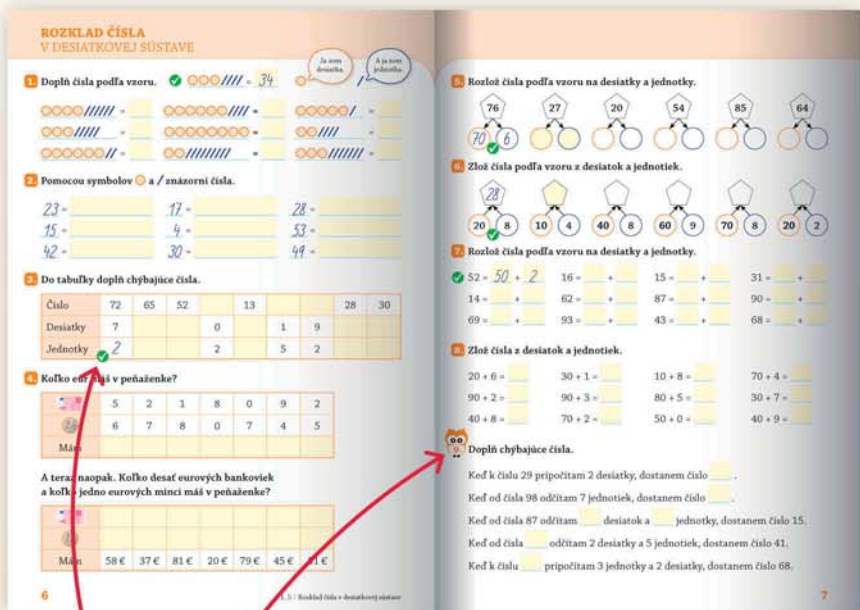 ROZKLAD ČÍSLA
V DESIATKOVEJ SÚSTAVE
Ja som
desiatka.
A ja som
jednotka.
1. Doplň čísla podľa vzoru. = 34
= = =
= = =
= = =
2. Pomocou symbolov a / znázorni čísla.
23 = 17 = 28 =
15 = 4 = 53 =
42 = 30 = 49 =
3. Do tabuľky doplň chýbajúce čísla.
Číslo 72 65 52 13 28 30
Desiatky 7 0 1 9
Jednotky 2 2 5 2
4. Koľko eur máš v peňaženke?
5 2 1 8 0 9 2
6 7 8 0 7 4 5
Mám
A teraz naopak. Koľko desať eurových bankoviek
a koľko jedno eurových mincí máš v peňaženke?
Mám 58 € 37 € 81 € 20 € 79 € 45 € €
6
Rozklad čísla v desiatkovej sústave
5. Rozlož čísla podľa vzoru na desiatky a jednotky.
76 27 20 54 85 64
70 6
6. Zlož čísla podľa vzoru z desiatok a jednotiek.
28
20 8 10 4 40 8 60 9 70 8 20 2
7. Rozlož čísla podľa vzoru na desiatky a jednotky.
52 = 50 + 2 16 = + 15 = + 31 = +
14 = + 62 = + 87 = + 90 = +
69 = + 93 = + 43 = + 68 = +
8. Zlož čísla z desiatok a jednotiek.
20 + 6 = 30 + 1 = 10 + 8 = 70 + 4 =
90 + 2 = 90 + 3 = 80 + 5 = 30 + 7 =
40 + 8 = 70 + 2 = 50 + 0 = 40 + 9 =
9. Doplň chýbajúce čísla.
Keď k číslu 29 pripočítam 2 desiatky, dostanem číslo .
Keď od čísla 98 odčítam 7 jednotiek, dostanem číslo .
Keď od čísla 87 odčítam desiatok a jednotky, dostanem číslo 15.
Keď od čísla odčítam 2 desiatky a 5 jednotiek, dostanem číslo 41.
Keď k číslu pripočítam 3 jednotky a 2 desiatky, dostanem číslo 68.
7